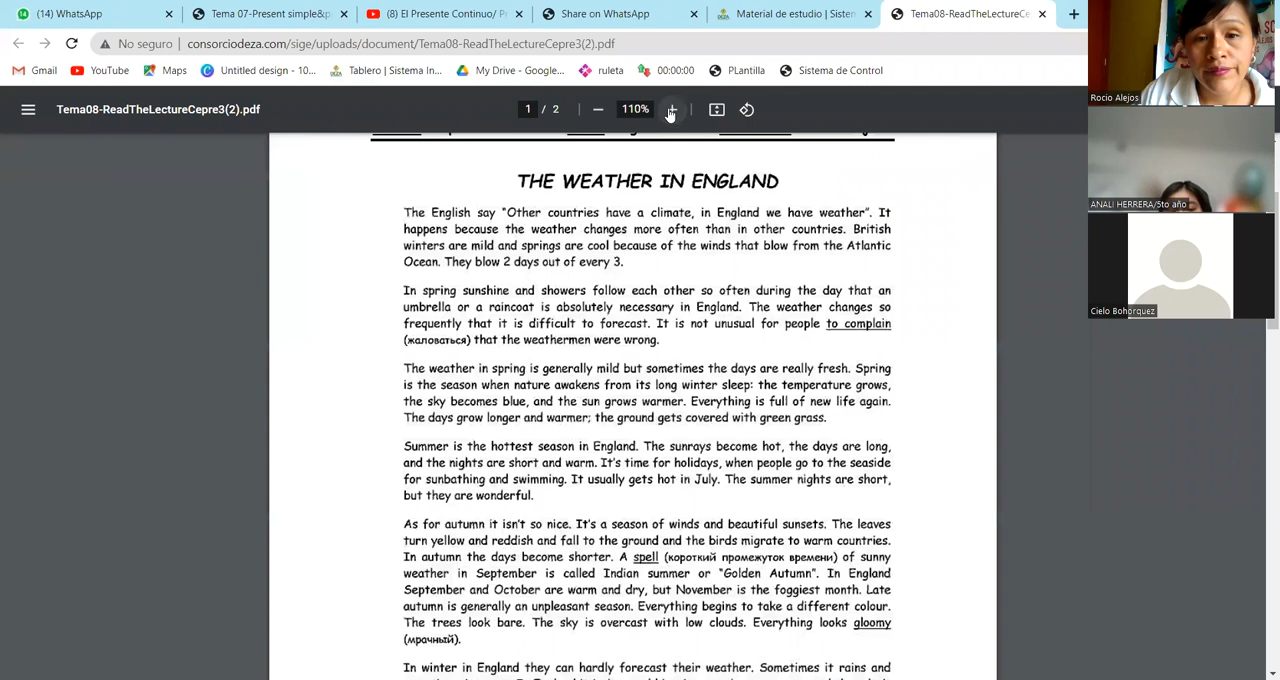 (14) WhatsApp
Tema 07-Present simple&p
(8) El Presente Continuo/ P
Share on WhatsApp
Material de estudio | Sisten
Tema08-ReadTheLectureCe
No seguro
consorciodeza.com/sige/uploads/document/Tema08-ReadTheLectureCepre3(2).pdf
Gmail
YouTube
Maps
Untitled design - 10...
Tablero | Sistema In...
My Drive - Google...
ruleta
00:00:00
PLantilla
Sistema de Control
Tema08-ReadTheLectureCepre3(2).pdf
1 / 2
110%
Rocio Alejos
ANALI HERRERA/5to año
Cielo Bohorquez
THE WEATHER IN ENGLAND
The English say “Other countries have a climate, in England we have weather”. It
happens because the weather changes more often than in other countries. British
winters are mild and springs are cool because of the winds that blow from the Atlantic
Ocean. They blow 2 days out of every 3.
In spring sunshine and showers follow each other so often during the day that an
umbrella or a raincoat is absolutely necessary in England. The weather changes so
frequently that it is difficult to forecast. It is not unusual for people to complain
(жаловаться) that the weathermen were wrong.
The weather in spring is generally mild but sometimes the days are really fresh. Spring
is the season when nature awakens from its long winter sleep: the temperature grows,
the sky becomes blue, and the sun grows warmer. Everything is full of new life again.
The days grow longer and warmer; the ground gets covered with green grass.
Summer is the hottest season in England. The sunrays become hot, the days are long,
and the nights are short and warm. It’s time for holidays, when people go to the seaside
for sunbathing and swimming. It usually gets hot in July. The summer nights are short,
but they are wonderful.
As for autumn it isn’t so nice. It’s a season of winds and beautiful sunsets. The leaves
turn yellow and reddish and fall to the ground and the birds migrate to warm countries.
In autumn the days become shorter. A spell (короткий промежуток времени) of sunny
weather in September is called Indian summer or “Golden Autumn”. In England
September and October are warm and dry, but November is the foggiest month. Late
autumn is generally an unpleasant season. Everything begins to take a different colour.
The trees look bare. The sky is overcast with low clouds. Everything looks gloomy
(мрачный).
In winter in England they can hardly forecast their weather. Sometimes it rains and